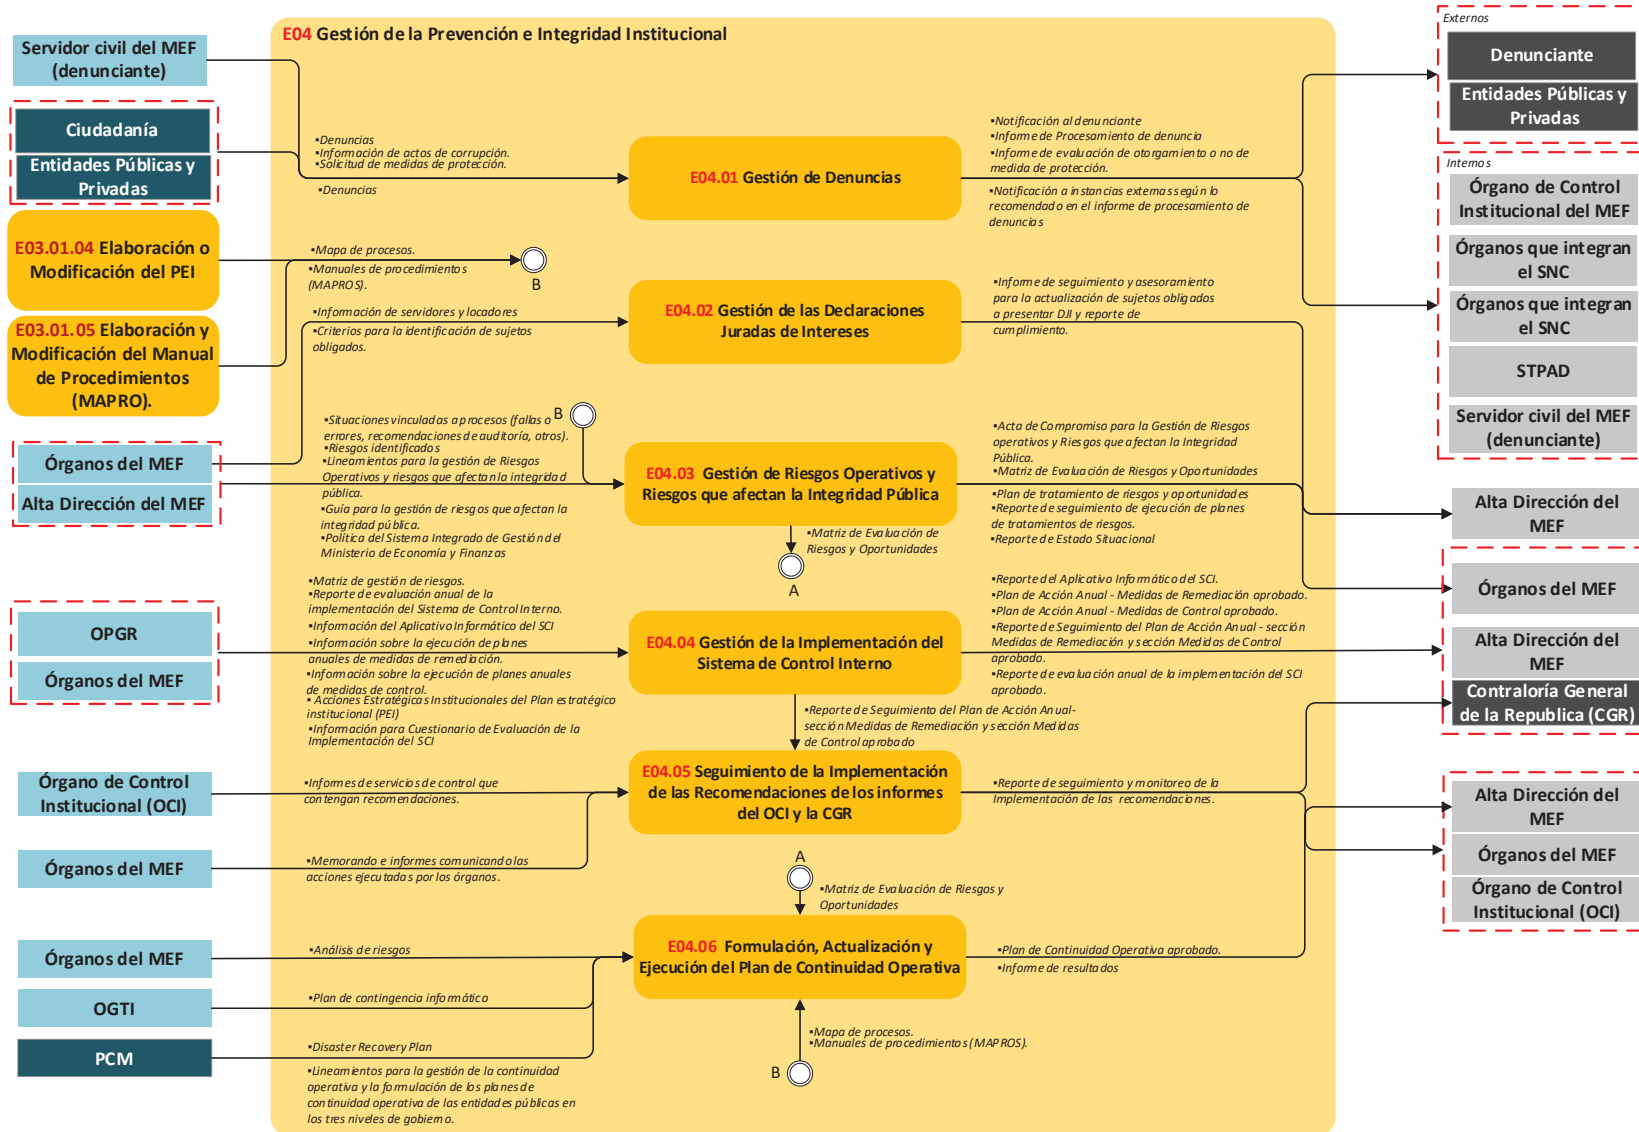 E04 Gestión de la Prevención e Integridad Institucional
Servidor civil del MEF
(denunciante)
Ciudadanía
Entidades Públicas y
Privadas
E03.01.04 Elaboración o
Modificación del PEI
E03.01.05 Elaboración y
Modificación del Manual
de Procedimientos
(MAPRO).
Órganos del MEF
Alta Dirección del MEF
OPGR
Órganos del MEF
Órgano de Control
Institucional (OCI)
Órganos del MEF
Órganos del MEF
OGTI
PCM
▪Denuncias
▪Información de actos de corrupción.
▪Solicitud de medidas de protección.
▪Denuncias
▪Mapa de procesos.
▪Manuales de procedimientos
(MAPROS).
B
▪Información de servidores y locadores
▪Criterios para la identificación de sujetos
obligados.
▪Situaciones vinculadas a procesos (fallas o
errores, recomendaciones de auditoría, otros).
▪Riesgos identificados
▪Lineamientos para la gestión de Riesgos
Operativos y riesgos que afectan la integridad
pública.
▪Guía para la gestión de riesgos que afectan la
integridad pública.
▪Política del Sistema Integrado de Gestión del
Ministerio de Economía y Finanzas
B
▪Matriz de gestión de riesgos.
▪Reporte de evaluación anual de la
implementación del Sistema de Control Interno.
▪Información del Aplicativo Informático del SCI
▪Información sobre la ejecución de planes
anuales de medidas de remediación.
▪Información sobre la ejecución de planes anuales
de medidas de control.
▪ Acciones Estratégicas Institucionales del Plan estratégico
institucional (PEI)
▪Información para Cuestionario de Evaluación de la
Implementación del SCI
▪Informes de servicios de control que
contengan recomendaciones.
▪Memorando e informes comunicando las
acciones ejecutadas por los órganos.
▪Análisis de riesgos
▪Plan de contingencia informático
▪Disaster Recovery Plan
▪Lineamientos para la gestión de la continuidad
operativa y la formulación de los planes de
continuidad operativa de las entidades públicas en
los tres niveles de gobierno.
E04.01 Gestión de Denuncias
E04.02 Gestión de las Declaraciones
Juradas de Intereses
E04.03 Gestión de Riesgos Operativos y
Riesgos que afectan la Integridad Pública
▪Matriz de Evaluación de
Riesgos y Oportunidades
A
E04.04 Gestión de la Implementación del
Sistema de Control Interno
▪Reporte de Seguimiento del Plan de Acción Anual-
sección Medidas de Remediación y sección Medidas
de Control aprobado
E04.05 Seguimiento de la Implementación
de las Recomendaciones de los informes
del OCI y la CGR
A
▪Matriz de Evaluación de Riesgos y
Oportunidades
E04.06 Formulación, Actualización y
Ejecución del Plan de Continuidad Operativa
▪Mapa de procesos.
▪Manuales de procedimientos (MAPROS).
B
▪Notificación al denunciante
▪Informe de Procesamiento de denuncia
▪Informe de evaluación de otorgamiento o no de
medida de protección.
▪Notificación a instancias externas según lo
recomendado en el informe de procesamiento de
denuncias
▪Informe de seguimiento y asesoramiento
para la actualización de sujetos obligados
a presentar DJI y reporte de
cumplimiento.
▪Acta de Compromiso para la Gestión de Riesgos
operativos y Riesgos que afectan la Integridad
Pública.
▪Matriz de Evaluación de Riesgos y Oportunidades
▪Plan de tratamiento de riesgos y oportunidades
▪Reporte de seguimiento de ejecución de planes
de tratamientos de riesgos.
▪Reporte de Estado Situacional
▪Reporte del Aplicativo Informático del SCI.
▪Plan de Acción Anual - Medidas de Remediación aprobado.
▪Plan de Acción Anual - Medidas de Control aprobado.
▪Reporte de Seguimiento del Plan de Acción Anual - sección
Medidas de Remediación y sección Medidas de Control
aprobado.
▪Reporte de evaluación anual de la implementación del SCI
aprobado.
▪Reporte de seguimiento y monitoreo de la
Implementación de las recomendaciones.
▪Plan de Continuidad Operativa aprobado.
▪Informe de resultados
Externos
Denunciante
Entidades Públicas y
Privadas
Internos
Órgano de Control
Institucional del MEF
Órganos que integran
el SNC
Órganos que integran
el SNC
STPAD
Servidor civil del MEF
(denunciante)
Alta Dirección del
MEF
Órganos del MEF
Alta Dirección del
MEF
Contraloría General
de la Republica (CGR)
Alta Dirección del
MEF
Órganos del MEF
Órgano de Control
Institucional (OCI)